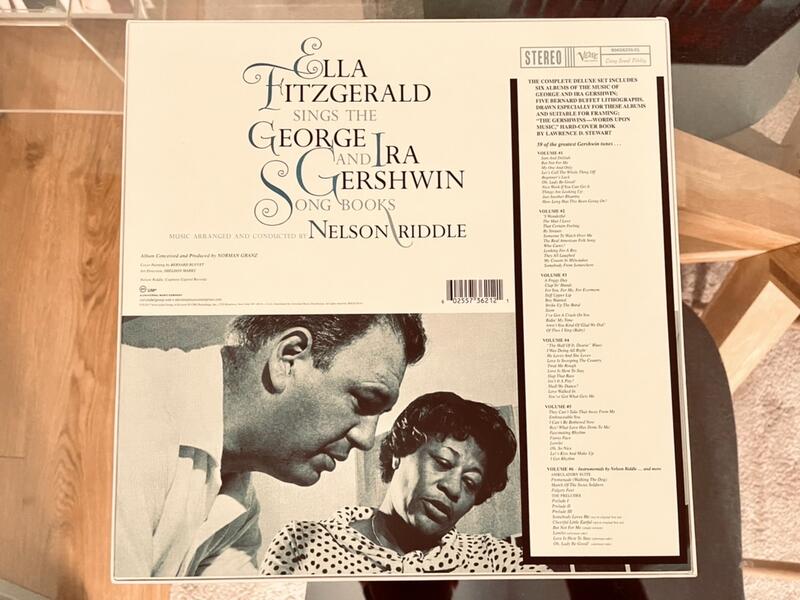 ELLA
FITZGERALD
SINGS THE
GEORGE
AND IRA
GERSHWIN
SONG BOOKS
MUSIC ARRANGED AND CONDUCTED BY NELSON RIDDLE
Album Conceived and Produced by NORMAN GRANZ
Cover Painting by BERNARD BUFFET
Art Direction, SHELDON MARKS
Nelson Riddle, Courtesy Capitol Records
6 02557 36212 1
STEREO
Verve
THE COMPLETE DELUXE SET INCLUDES
SIX ALBUMS OF THE MUSIC OF
GEORGE AND IRA GERSHWIN;
FIVE BERNARD BUFFET LITHOGRAPHS,
DRAWN ESPECIALLY FOR THESE ALBUMS
AND SUITABLE FOR FRAMING;
"THE GERSHWINS—WORDS UPON
MUSIC," HARD-COVER BOOK
BY LAWRENCE D. STEWART
59 of the greatest Gershwin tunes . . .
VOLUME #1
Sam And Delilah
But Not For Me
My One And Only
Let's Call The Whole Thing Off
Beginner's Luck
Oh, Lady Be Good!
Nice Work If You Can Get It
Things Are Looking Up
Just Another Rhumba
How Long Has This Been Going On?
VOLUME #2
'S Wonderful
The Man I Love
That Certain Feeling
By Strauss
Someone To Watch Over Me
The Real American Folk Song
Who Cares?
Looking For A Boy
They All Laughed
My Cousin In Milwaukee
Somebody From Somewhere
VOLUME #3
A Foggy Day
Clap Yo' Hands
For You, For Me, For Evermore
Stiff Upper Lip
Boy Wanted
Strike Up The Band
Soon
I've Got A Crush On You
Bidin' My Time
Aren't You Kind Of Glad We Did?
Of Thee I Sing (Baby)
VOLUME #4
"The Half Of It, Dearie" Blues
I Was Doing All Right
He Loves And She Loves
Love Is Sweeping The Country
Treat Me Rough
Love Is Here To Stay
Slap That Bass
Isn't It A Pity?
Shall We Dance?
Love Walked In
You've Got What Gets Me
VOLUME #5
They Can't Take That Away From Me
Embraceable You
I Can't Be Bothered Now
Boy! What Love Has Done To Me!
Fascinating Rhythm
Funny Face
Lorelei
Oh, So Nice
Let's Kiss And Make Up
I Got Rhythm
VOLUME #6 - Instrumentals by Nelson Riddle ... and more
AMBULATORY SUITE
Promenade (Walking The Dog)
March Of The Swiss Soldiers
Fidgety Feet
THE PRELUDES
Prelude I
Prelude II
Prelude III
Somebody Loves Me
Cheerful Little Earful
But Not For Me
Lorelei
Love Is Here To Stay
Oh, Lady Be Good!